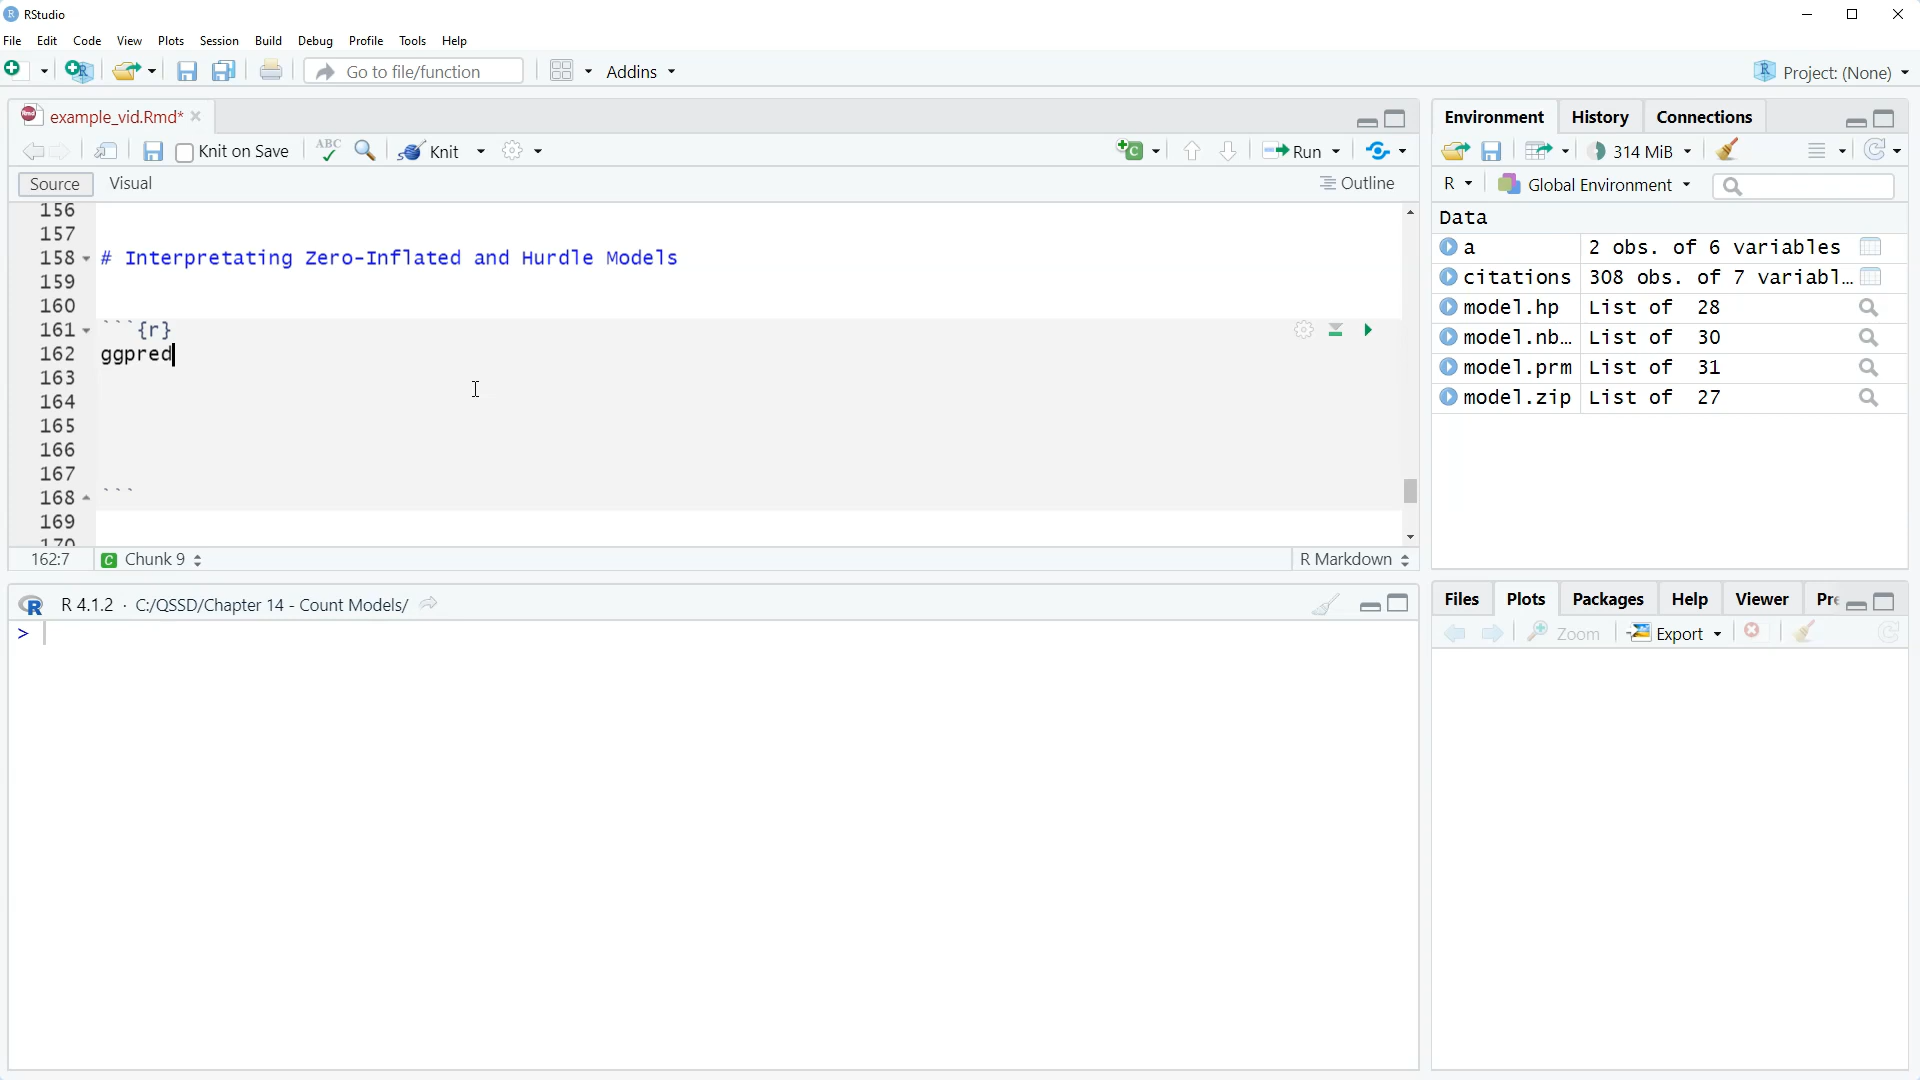 RStudio
File Edit Code View Plots Session Build Debug Profile Tools Help
Go to file/function Addins Project: (None)
example_vid.Rmd*
Knit on Save ABC Knit Run
Source Visual Outline
156
157
158 # Interpretating Zero-Inflated and Hurdle Models
159
160
161 ```{r}
162 ggpred
163
164
165
166
167
168 ```
169
170
162:7 Chunk 9 R Markdown
R 4.1.2 · C:/QSSD/Chapter 14 - Count Models/
>
Environment History Connections
314 MiB
R Global Environment
Data
a 2 obs. of 6 variables
citations 308 obs. of 7 variabl…
model.hp List of 28
model.nb… List of 30
model.prm List of 31
model.zip List of 27
Files Plots Packages Help Viewer Pre
Zoom Export